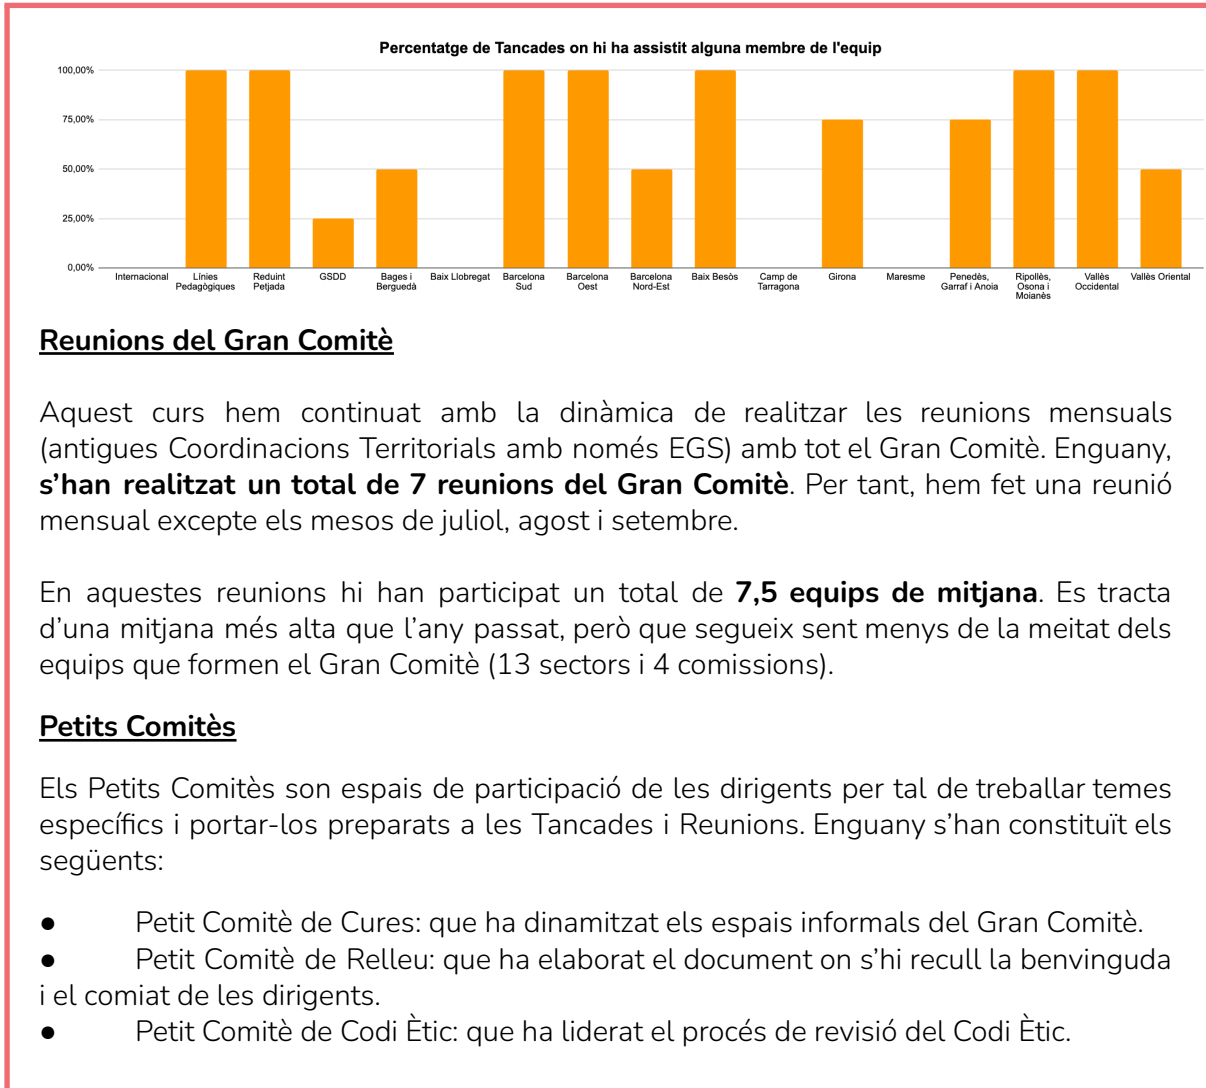 Percentatge de Tancades on hi ha assistit alguna membre de l'equip
100,00%
75,00%
50,00%
25,00%
0,00%
Internacional
Línies
Pedagògiques
Reduint
Petjada
GSDD
Bages i
Berguedà
Baix Llobregat
Barcelona
Sud
Barcelona
Oest
Barcelona
Nord-Est
Baix Besòs
Camp de
Tarragona
Girona
Maresme
Penedès,
Garraf i Anoia
Ripollès,
Osona i
Moianès
Vallès
Occidental
Vallès Oriental
Reunions del Gran Comitè
Aquest curs hem continuat amb la dinàmica de realitzar les reunions mensuals
(antigues Coordinacions Territorials amb només EGS) amb tot el Gran Comitè. Enguany,
s’han realitzat un total de 7 reunions del Gran Comitè. Per tant, hem fet una reunió
mensual excepte els mesos de juliol, agost i setembre.
En aquestes reunions hi han participat un total de 7,5 equips de mitjana. Es tracta
d’una mitjana més alta que l’any passat, però que segueix sent menys de la meitat dels
equips que formen el Gran Comitè (13 sectors i 4 comissions).
Petits Comitès
Els Petits Comitès son espais de participació de les dirigents per tal de treballar temes
específics i portar-los preparats a les Tancades i Reunions. Enguany s’han constituït els
següents:
● Petit Comitè de Cures: que ha dinamitzat els espais informals del Gran Comitè.
● Petit Comitè de Relleu: que ha elaborat el document on s’hi recull la benvinguda
i el comiat de les dirigents.
● Petit Comitè de Codi Ètic: que ha liderat el procés de revisió del Codi Ètic.